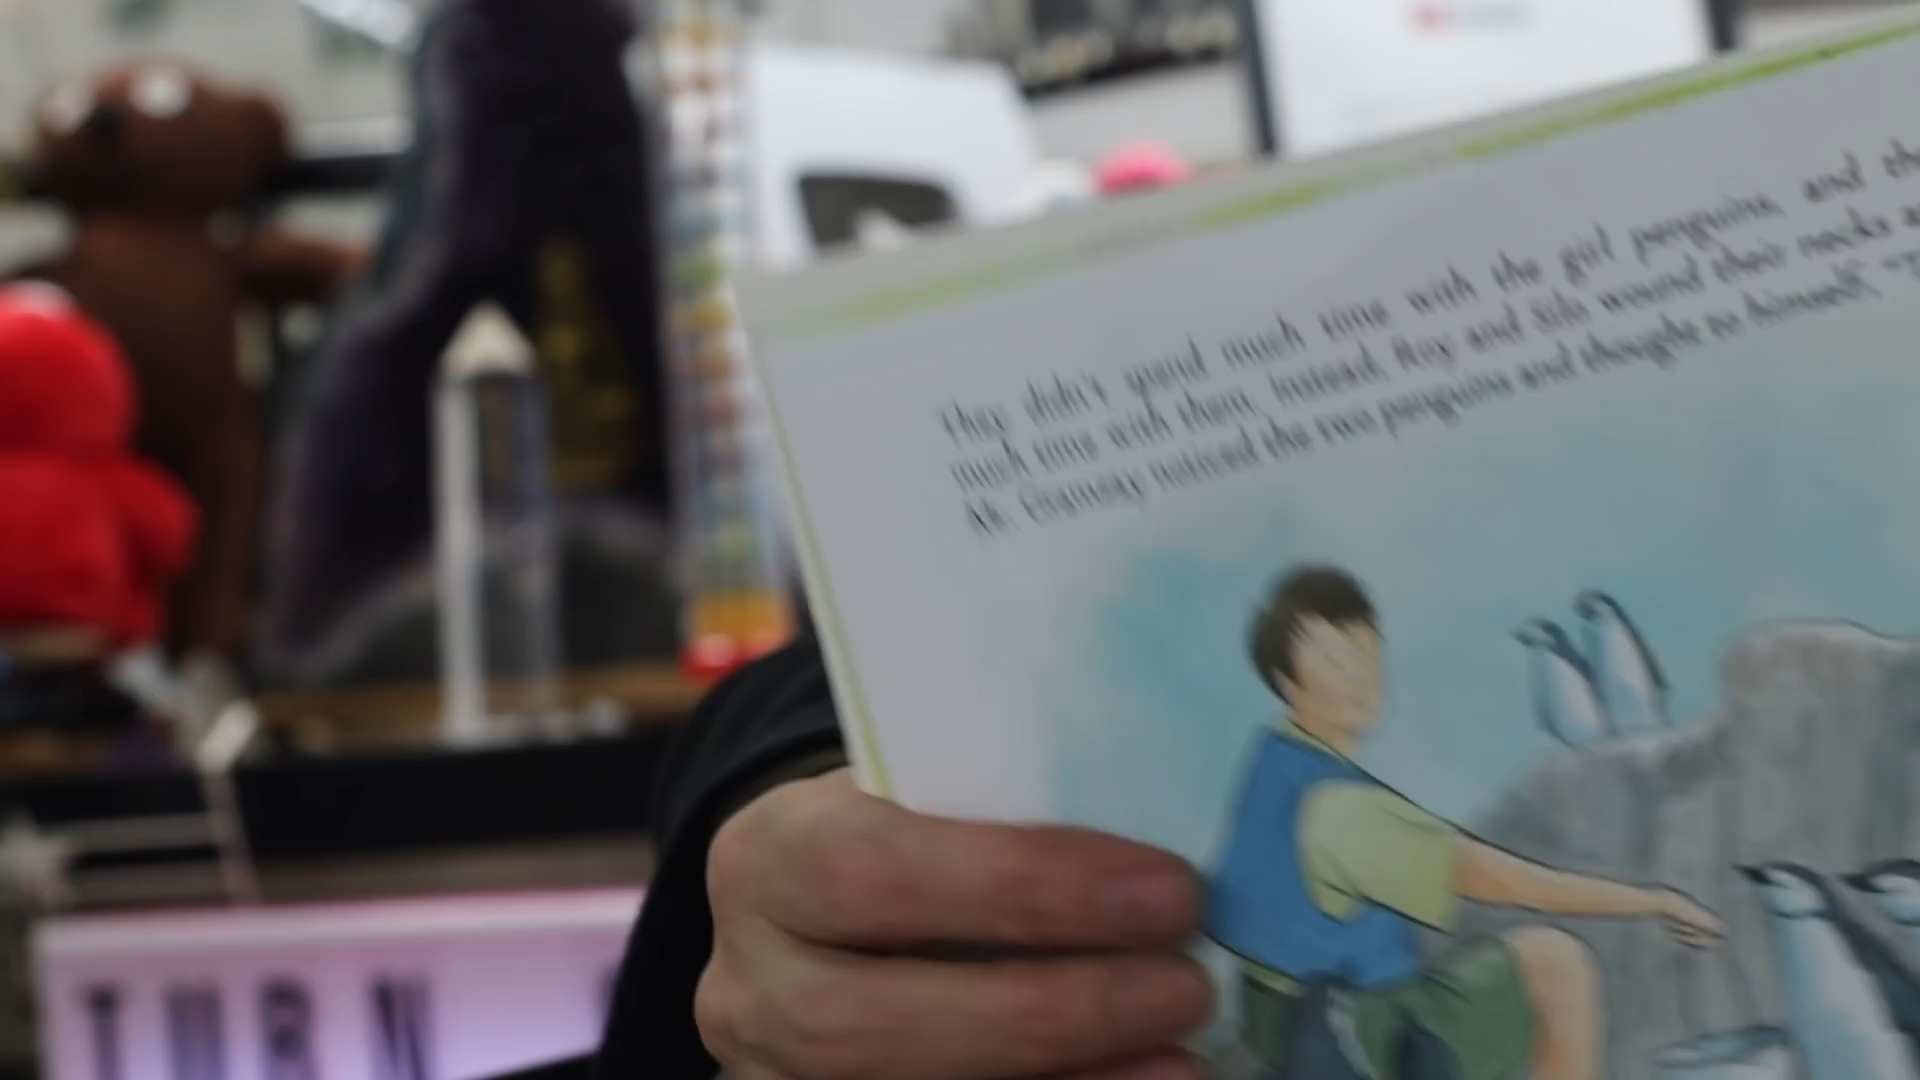 They didn't spend much time with the girl penguins, and the
much time with them. Instead, Roy and Silo wound their necks a
Mr. Gramzay noticed the two penguins and thought to himself, "T
TURN